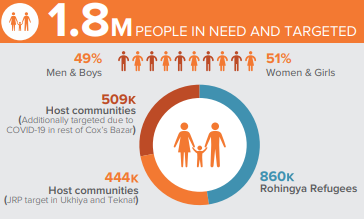 1.8M PEOPLE IN NEED AND TARGETED
49%
Men & Boys
51%
Women & Girls
509K
Host communities
(Additionally targeted due to
COVID-19 in rest of Cox's Bazar)
444K
Host communities
(JRP target in Ukhiya and Teknaf)
860K
Rohingya Refugees